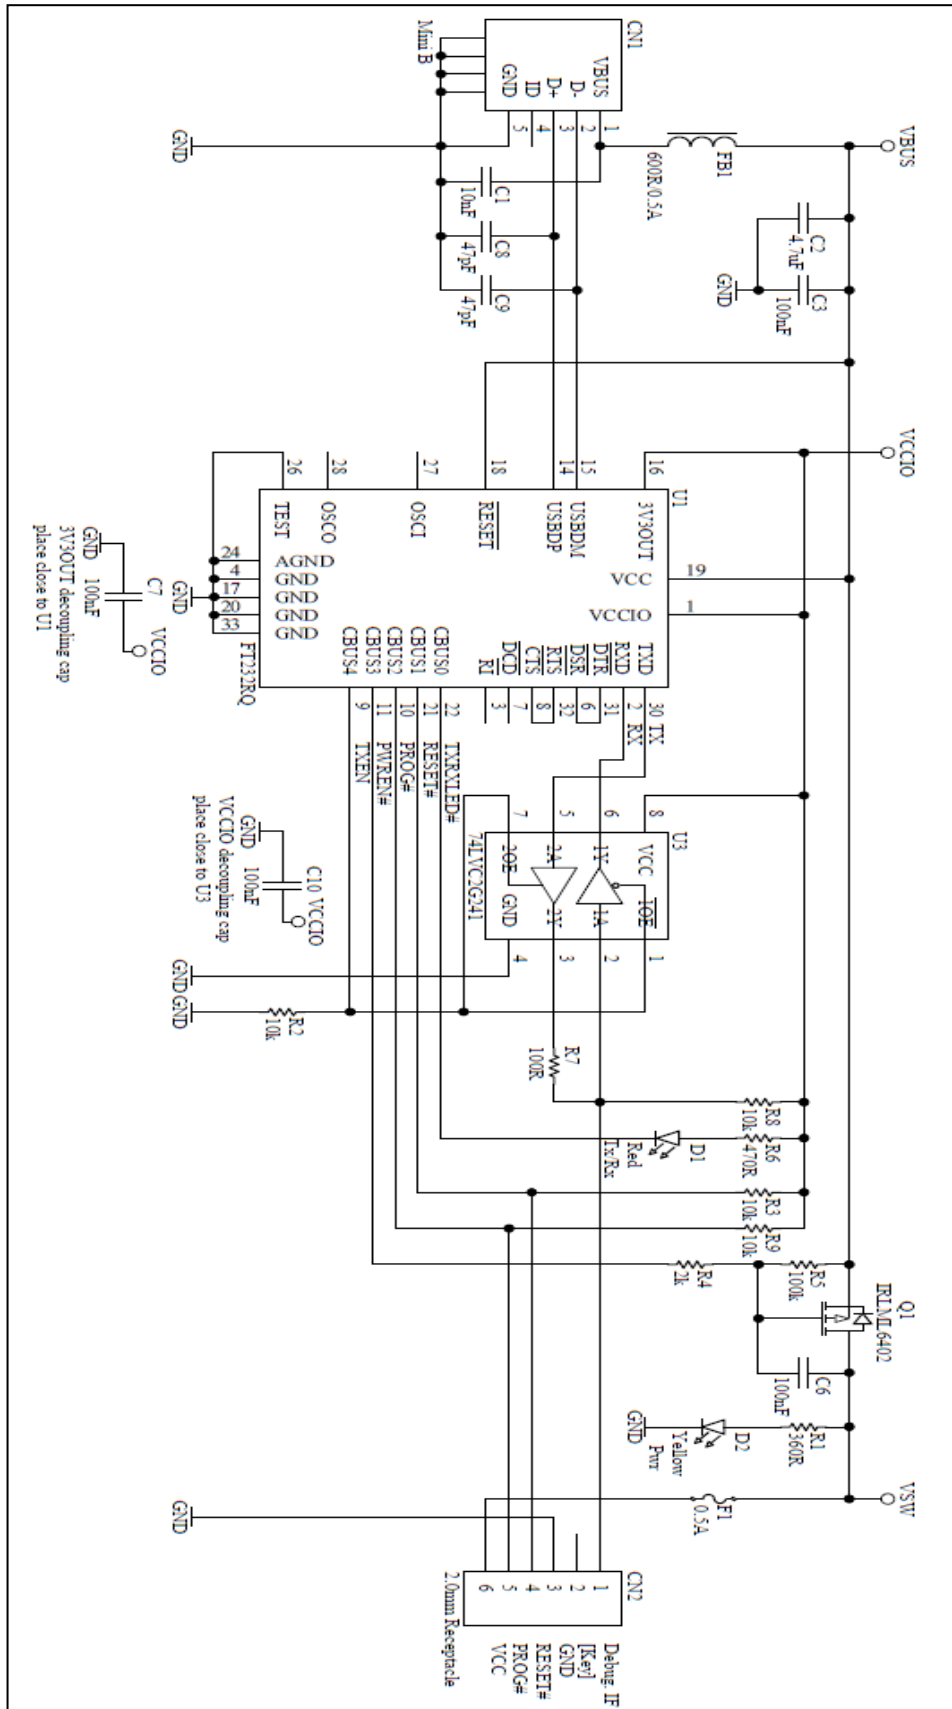 CN1
Mini B
VBUS
D-
D+
ID
GND
1
2
3
4
5
GND
C1
10nF
C8
47pF
C9
47pF
FB1
600R/0.5A
VBUS
C2
4.7uF
C3
100nF
GND
VCCIO
U1
FT232RQ
16
15
14
18
27
28
26
3V3OUT
USBDM
USBDP
RESET
OSCI
OSCO
TEST
19
VCC
1
VCCIO
24
AGND
4
GND
17
GND
20
GND
33
GND
GND
TXD
RXD
DTR
DSR
RTS
CTS
DCD
RI
CBUS0
CBUS1
CBUS2
CBUS3
CBUS4
30 TX
2 RX
31
6
32
8
7
3
22 TXRXLED#
21 RESET#
10 PROG#
11 PWREN#
9 TXEN
C7
100nF
GND
VCCIO
3V3OUT decoupling cap
place close to U1
C10 VCCIO
100nF
GND
VCCIO decoupling cap
place close to U3
U3
74LVC2G241
8
6
5
7
VCC
1Y
2A
2OE
1OE
1A
2Y
GND
1
2
3
4
GND
GND
R2
10k
R7
100R
R8
10k
R6
470R
R3
10k
R9
10k
D1
Red
Tx/Rx
R4
2k
R5
100k
Q1
IRLML6402
C6
100nF
R1
360R
D2
Yellow
Pwr
GND
VSW
F1
0.5A
GND
CN2
1
2
3
4
5
6
2.0mm Receptacle
Debug. IF
[Key]
GND
RESET#
PROG#
VCC